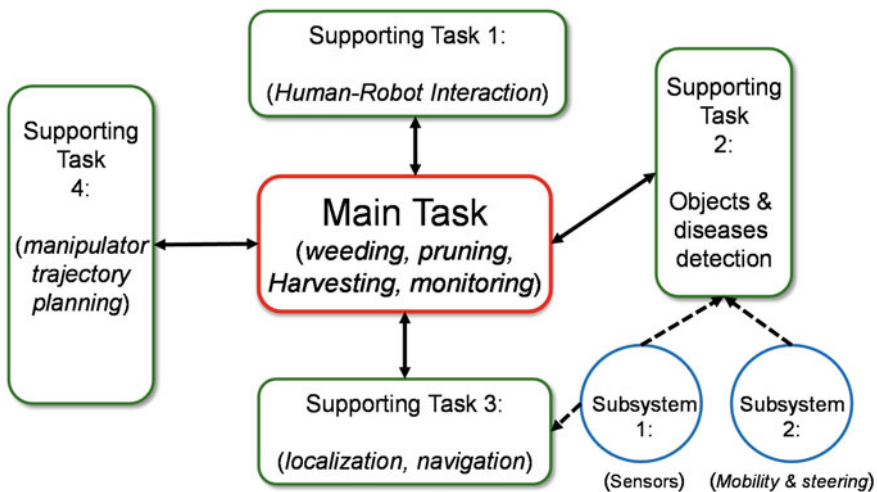 Supporting Task 1:
(Human-Robot Interaction)
Supporting
Task
2:
Objects &
diseases
detection
Supporting
Task
4:
(manipulator
trajectory
planning)
Main Task
(weeding, pruning,
Harvesting, monitoring)
Supporting Task 3:
(localization, navigation)
Subsystem
1:
(Sensors)
Subsystem
2:
(Mobility & steering)